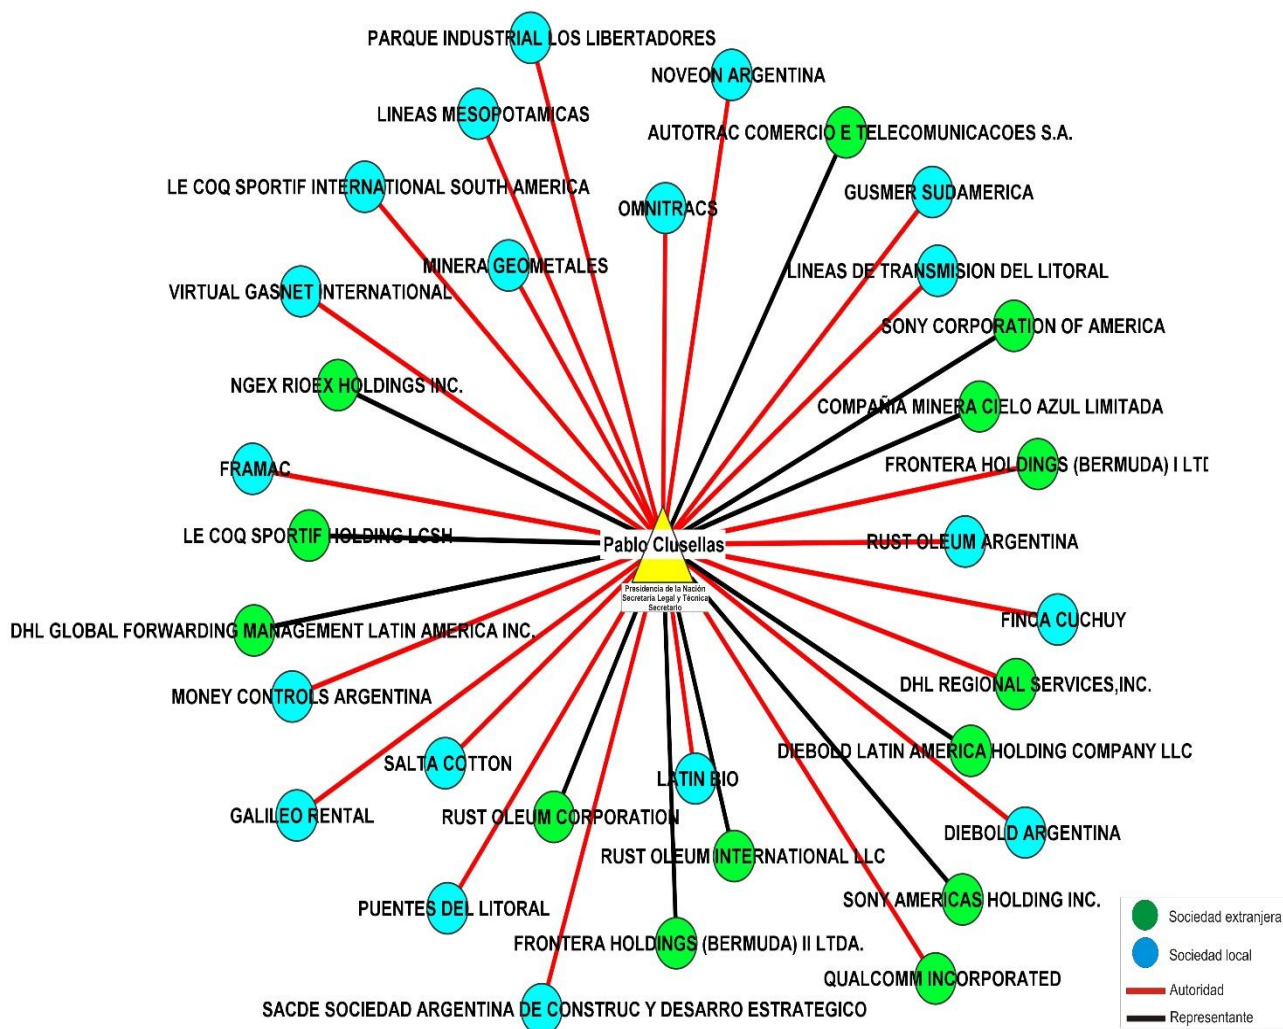 PARQUE INDUSTRIAL LOS LIBERTADORES
NOVEON ARGENTINA
LINEAS MESOPOTAMICAS
AUTOTRAC COMERCIO E TELECOMUNICACOES S.A.
LE COQ SPORTIF INTERNATIONAL SOUTH AMERICA
GUSMER SUDAMERICA
OMNITRACS
MINERA GEOMETALES
LINEAS DE TRANSMISION DEL LITORAL
VIRTUAL GASNET INTERNATIONAL
SONY CORPORATION OF AMERICA
NGEX RIOEX HOLDINGS INC.
COMPAÑIA MINERA CIELO AZUL LIMITADA
FRAMAC
FRONTERA HOLDINGS (BERMUDA) I LTD
LE COQ SPORTIF HOLDING LCSH
Pablo Clusellas
RUST OLEUM ARGENTINA
Presidencia de la Nación
Secretaría Legal y Técnica
Secretario
FINCA CUCHUY
DHL GLOBAL FORWARDING MANAGEMENT LATIN AMERICA INC.
DHL REGIONAL SERVICES,INC.
MONEY CONTROLS ARGENTINA
DIEBOLD LATIN AMERICA HOLDING COMPANY LLC
SALTA COTTON
LATIN BIO
GALILEO RENTAL
RUST OLEUM CORPORATION
DIEBOLD ARGENTINA
RUST OLEUM INTERNATIONAL LLC
SONY AMERICAS HOLDING INC.
PUENTES DEL LITORAL
FRONTERA HOLDINGS (BERMUDA) II LTDA.
QUALCOMM INCORPORATED
SACDE SOCIEDAD ARGENTINA DE CONSTRUC Y DESARRO ESTRATEGICO
Sociedad extranjera
Sociedad local
Autoridad
Representante